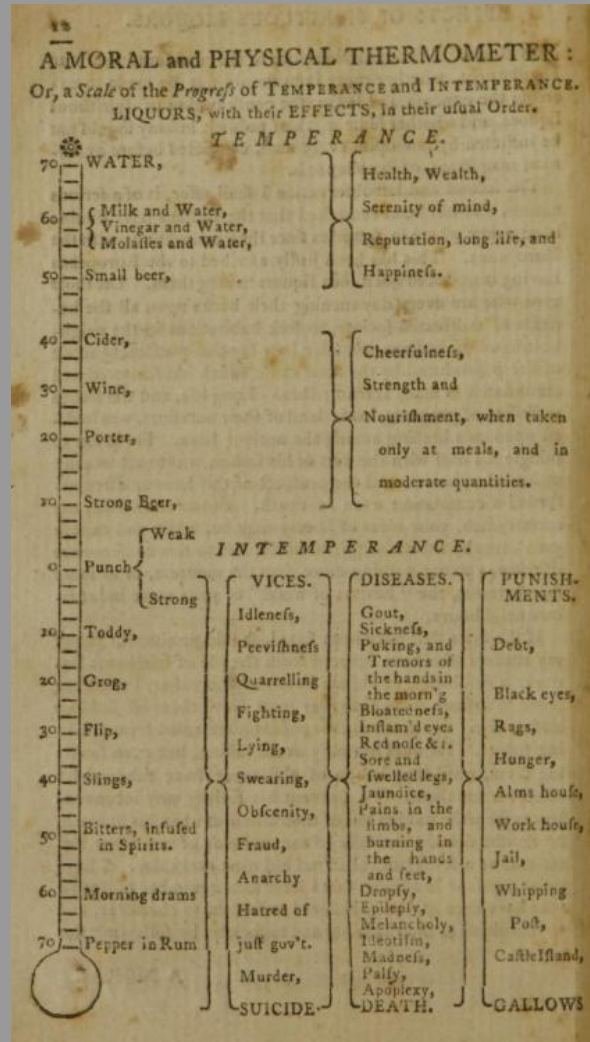 12
A MORAL and PHYSICAL THERMOMETER :
Or, a Scale of the Progreſs of TEMPERANCE and INTEMPERANCE.
LIQUORS, with their EFFECTS, in their uſual Order.
TEMPERANCE.
70 WATER,
60 Milk and Water,
Vinegar and Water,
Molaſſes and Water,
50 Small beer,
Health, Wealth,
Serenity of mind,
Reputation, long life, and
Happineſs.
40 Cider,
30 Wine,
20 Porter,
10 Strong Beer,
Cheerfulneſs,
Strength and
Nouriſhment, when taken
only at meals, and in
moderate quantities.
INTEMPERANCE.
0 Punch
Weak
Strong
10 Toddy,
20 Grog,
30 Flip,
40 Slings,
50 Bitters, infuſed
in Spirits.
60 Morning drams
70 Pepper in Rum
VICES.
Idleneſs,
Peeviſhneſs
Quarrelling
Fighting,
Lying,
Swearing,
Obſcenity,
Fraud,
Anarchy
Hatred of
juſt gov't.
Murder,
SUICIDE.
DISEASES.
Gout,
Sickneſs,
Puking, and
Tremors of
the hands in
the morn'g
Bloatedneſs,
Inflam'd eyes
Red noſe &
Sore and
ſwelled legs,
Jaundice,
Pains in the
limbs, and
burning in
the hands
and feet,
Dropſy,
Epilepſy,
Melancholy,
Ideotiſm,
Madneſs,
Palſy,
Apoplexy,
DEATH.
PUNISH-
MENTS.
Debt,
Black eyes,
Rags,
Hunger,
Alms houſe,
Work houſe,
Jail,
Whipping
Poſt,
Caſtle Iſland,
GALLOWS